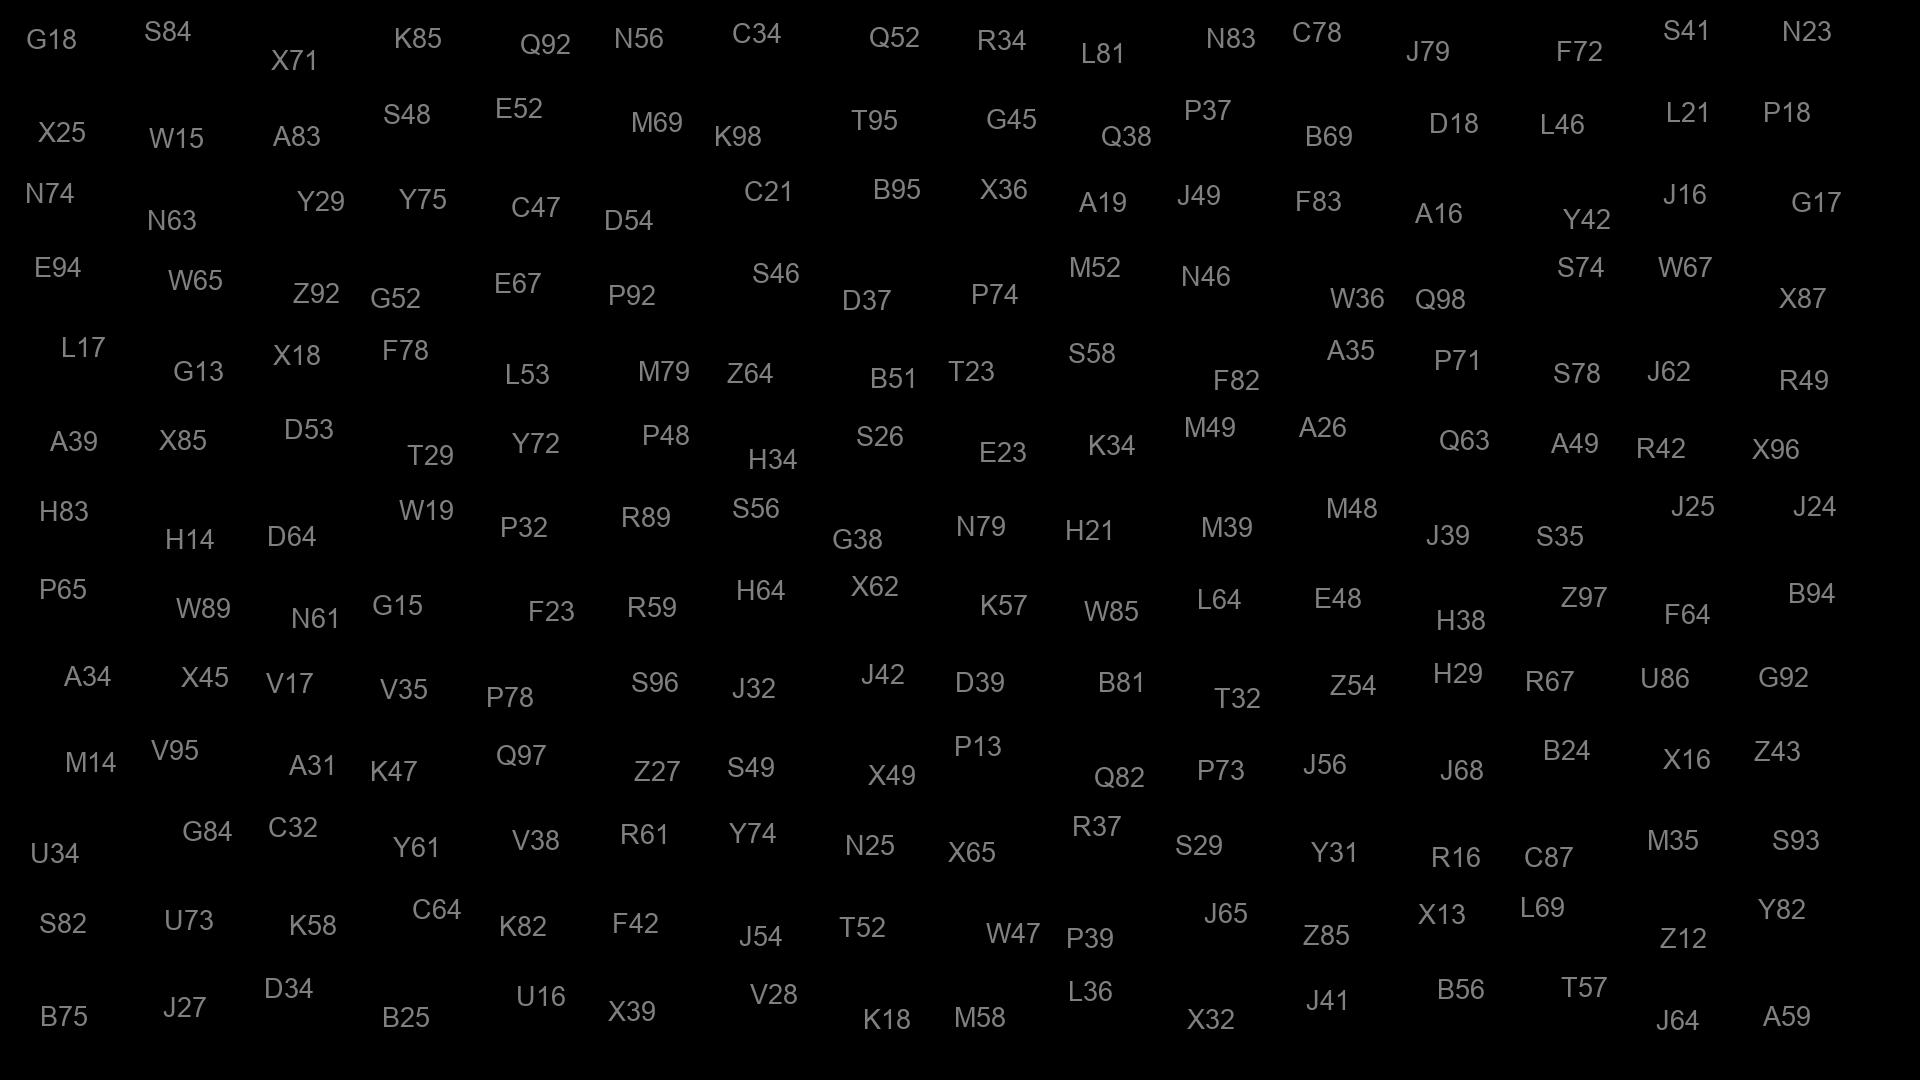 G18 S84 X71 K85 Q92 N56 C34 Q52 R34 L81 N83 C78 J79 F72 S41 N23
X25 W15 A83 S48 E52 M69 K98 T95 G45 Q38 P37 B69 D18 L46 L21 P18
N74 N63 Y29 Y75 C47 D54 C21 B95 X36 A19 J49 F83 A16 Y42 J16 G17
E94 W65 Z92 G52 E67 P92 S46 D37 P74 M52 N46 W36 Q98 S74 W67 X87
L17 G13 X18 F78 L53 M79 Z64 B51 T23 S58 F82 A35 P71 S78 J62 R49
A39 X85 D53 T29 Y72 P48 H34 S26 E23 K34 M49 A26 Q63 A49 R42 X96
H83 H14 D64 W19 P32 R89 S56 G38 N79 H21 M39 M48 J39 S35 J25 J24
P65 W89 N61 G15 F23 R59 H64 X62 K57 W85 L64 E48 H38 Z97 F64 B94
A34 X45 V17 V35 P78 S96 J32 J42 D39 B81 T32 Z54 H29 R67 U86 G92
M14 V95 A31 K47 Q97 Z27 S49 X49 P13 Q82 P73 J56 J68 B24 X16 Z43
U34 G84 C32 Y61 V38 R61 Y74 N25 X65 R37 S29 Y31 R16 C87 M35 S93
S82 U73 K58 C64 K82 F42 J54 T52 W47 P39 J65 Z85 X13 L69 Z12 Y82
B75 J27 D34 B25 U16 X39 V28 K18 M58 L36 X32 J41 B56 T57 J64 A59